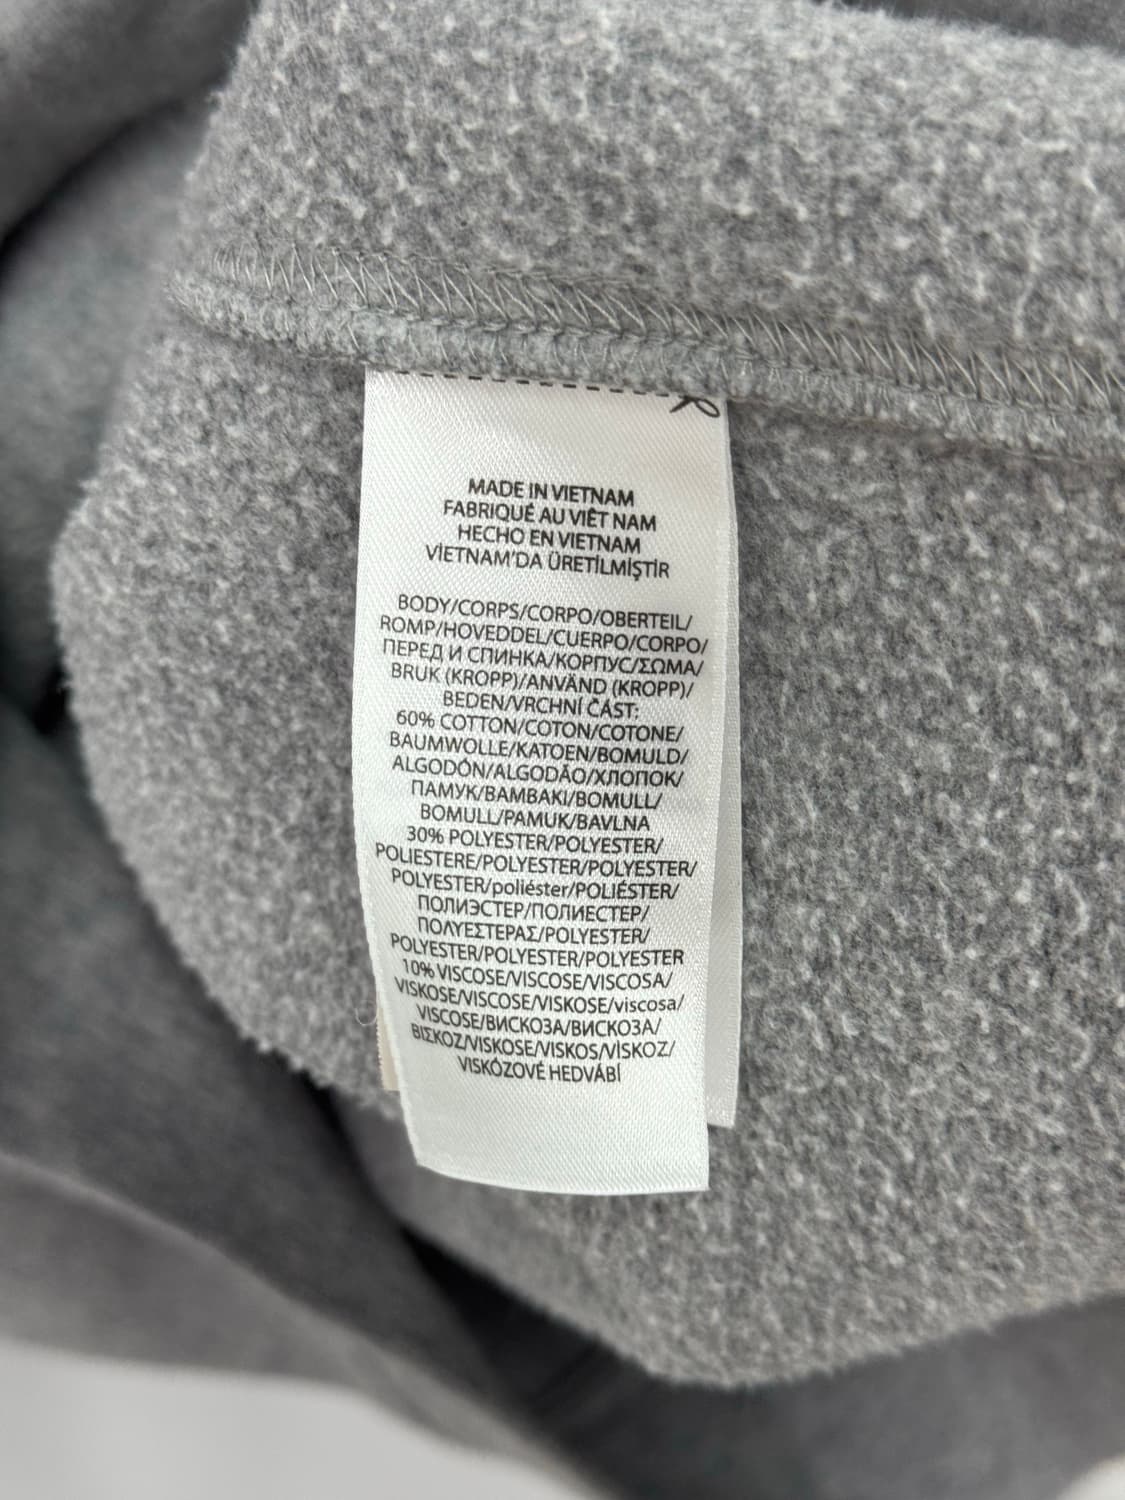 MADE IN VIETNAM
FABRIQUÉ AU VIÊT NAM
HECHO EN VIETNAM
VİETNAM'DA ÜRETİLMİŞTİR
BODY/CORPS/CORPO/OBERTEIL/
ROMP/HOVEDDEL/CUERPO/CORPO/
ПЕРЕД И СПИНКА/КОРПУС/ΣΩΜΑ/
BRUK (KROPP)/ANVÄND (KROPP)/
BEDEN/VRCHNÍ ČÁST:
60% COTTON/COTON/COTONE/
BAUMWOLLE/KATOEN/BOMULD/
ALGODÓN/ALGODÃO/ХЛОПОК/
ПАМУК/BAMBAKI/BOMULL/
BOMULL/PAMUK/BAVLNA
30% POLYESTER/POLYESTER/
POLIESTERE/POLYESTER/POLYESTER/
POLYESTER/poliéster/POLIÉSTER/
ПОЛИЭСТЕР/ПОЛИЕСТЕР/
ΠΟΛΥΕΣΤΕΡΑΣ/POLYESTER/
POLYESTER/POLYESTER/POLYESTER
10% VISCOSE/VISCOSE/VISCOSA/
VISKOSE/VISCOSE/VISKOSE/viscosa/
VISCOSE/ВИСКОЗА/ВИСКОЗА/
ΒΙΣΚΟΖ/VISKOSE/VISKOS/VİSKOZ/
VISKÓZOVÉ HEDVÁBÍ